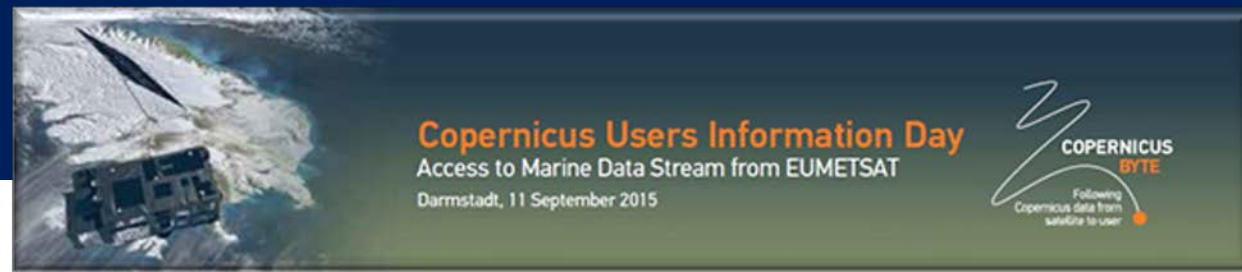 Copernicus Users Information Day
Access to Marine Data Stream from EUMETSAT
Darmstadt, 11 September 2015
COPERNICUS
BYTE
Following
Copernicus data from
satellite to user